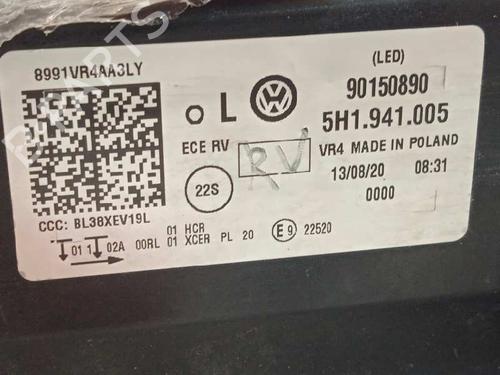 8991VR4AA3LY
(LED)
90150890
o L
5H1.941.005
ECE RV
RV
VR4 MADE IN POLAND
22S
13/08/20 08:31
0000
CCC: BL38XEV19L
01 1 02A 00RL 01 HCR
01 XCER PL 20 E9 22520